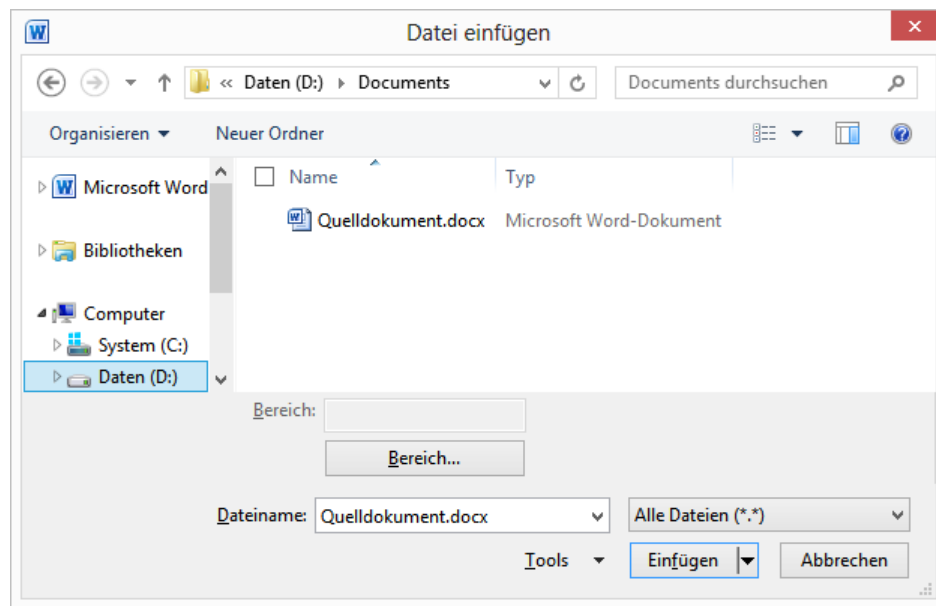 Datei einfügen
« Daten (D:) Documents
Documents durchsuchen
Organisieren Neuer Ordner
Name Typ
Microsoft Word
Quelldokument.docx Microsoft Word-Dokument
Bibliotheken
Computer
System (C:)
Daten (D:)
Bereich:
Bereich...
Dateiname: Quelldokument.docx Alle Dateien (*.*)
Tools Einfügen Abbrechen